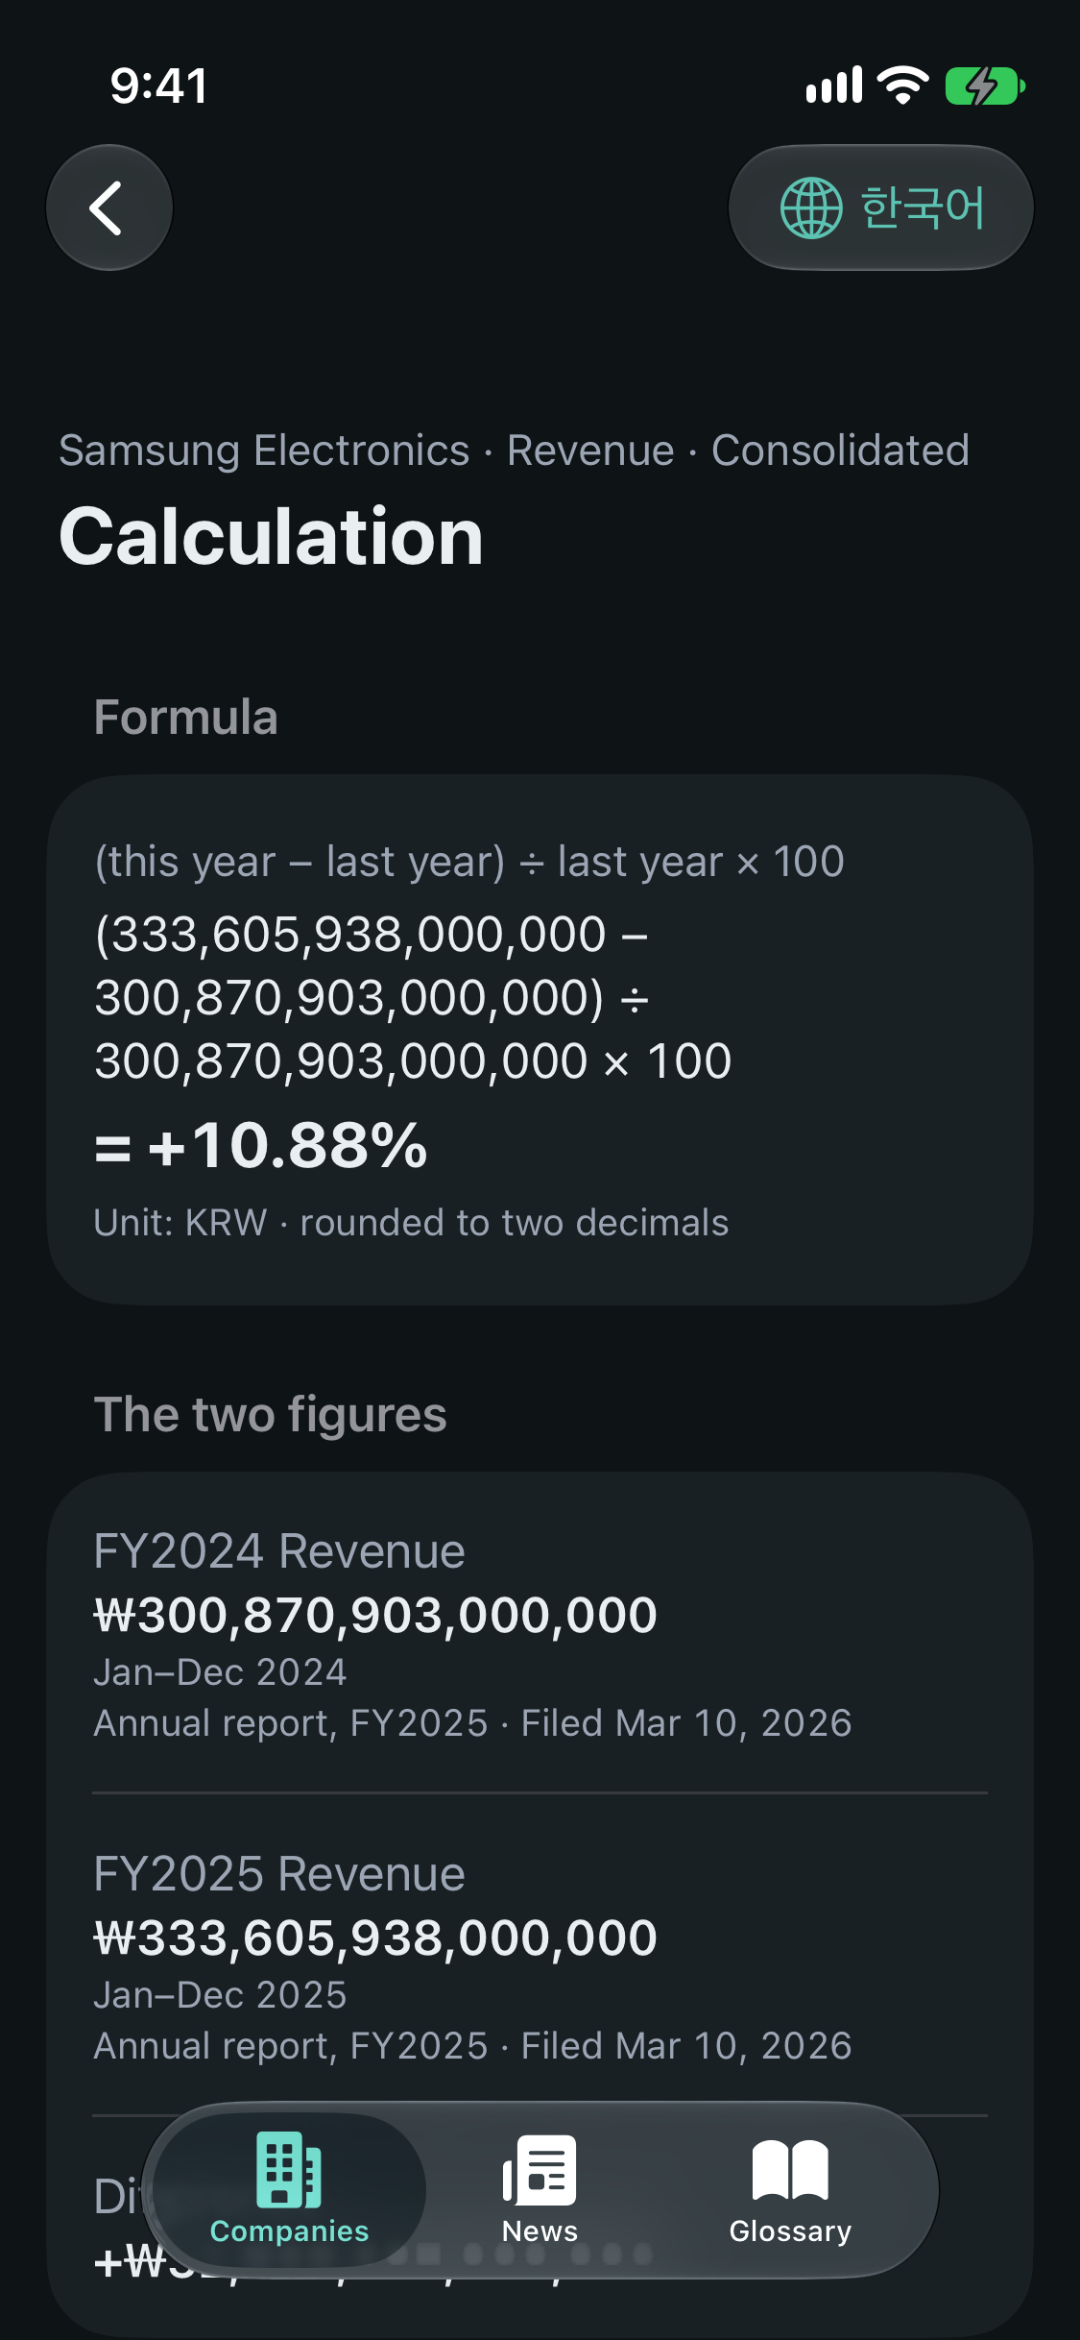 9:41
한국어
Samsung Electronics · Revenue · Consolidated
Calculation
Formula
(this year – last year) ÷ last year × 100
(333,605,938,000,000 –
300,870,903,000,000) ÷
300,870,903,000,000 × 100
= +10.88%
Unit: KRW · rounded to two decimals
The two figures
FY2024 Revenue
₩300,870,903,000,000
Jan–Dec 2024
Annual report, FY2025 · Filed Mar 10, 2026
FY2025 Revenue
₩333,605,938,000,000
Jan–Dec 2025
Annual report, FY2025 · Filed Mar 10, 2026
Companies
News
Glossary